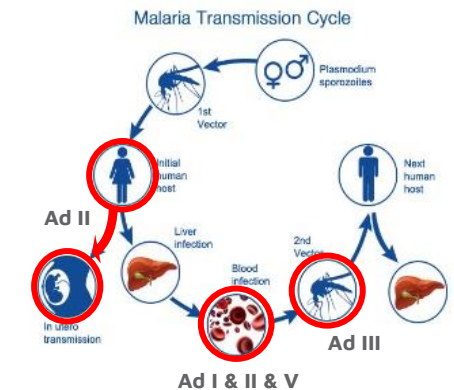 Malaria Transmission Cycle
Plasmodium
sporozoites
1st
Vector
Initial
human
host
Next
human
host
Ad II
Liver
infection
2nd
Vector
Blood
infection
In utero
transmission
Ad III
Ad I & II & V